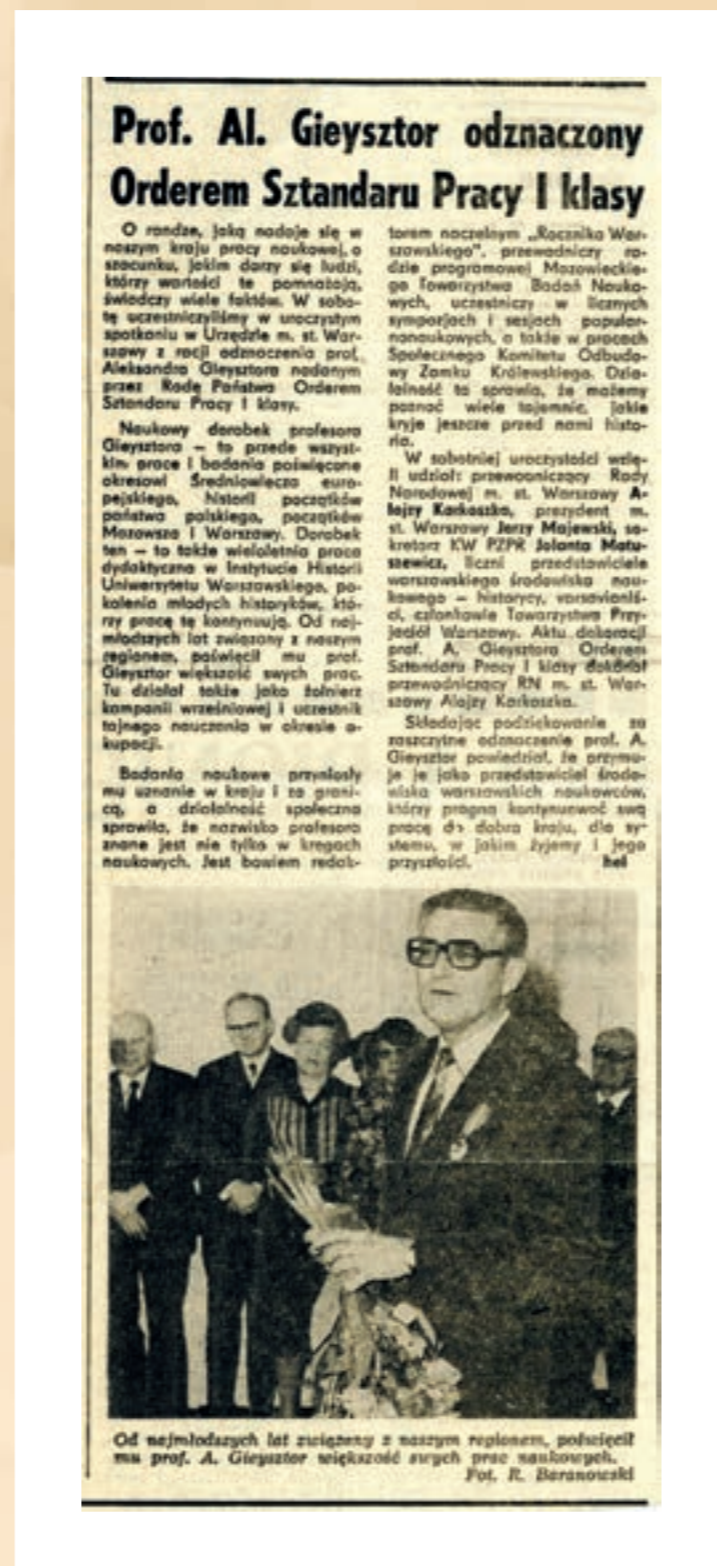 Prof. Al. Gieysztor odznaczony
Orderem Sztandaru Pracy I klasy
O randze, jaką nadaje się w
naszym kraju pracy naukowej, o
szacunku, jakim darzy się ludzi,
którzy wartości te pomnażają,
świadczy wiele faktów. W sobo-
tę uczestniczyliśmy w uroczystym
spotkaniu w Urzędzie m. st. War-
szawy z racji odznaczenia prof.
Aleksandra Gieysztora nadanym
przez Radę Państwa Orderem
Sztandaru Pracy I klasy.
Naukowy dorobek profesora
Gieysztora — to przede wszyst-
kim prace i badania poświęcone
okresowi Średniowiecza euro-
pejskiego, historii początków
państwa polskiego, początków
Mazowsza i Warszawy. Dorobek
ten — to także wieloletnia praca
dydaktyczna w Instytucie Historii
Uniwersytetu Warszawskiego, po-
kolenia młodych historyków, któ-
rzy pracę tę kontynuują. Od naj-
młodszych lat związany z naszym
regionem, poświęcił mu prof.
Gieysztor większość swych prac.
Tu działał także jako żołnierz
kampanii wrześniowej i uczestnik
tajnego nauczania w okresie o-
kupacji.
Badania naukowe przyniosły
mu uznanie w kraju i za grani-
cą, a działalność społeczna
sprawiła, że nazwisko profesora
znane jest nie tylko w kręgach
naukowych. Jest bowiem redak-
torem naczelnym „Rocznika War-
szawskiego", przewodniczy ra-
dzie programowej Mazowieckie-
go Towarzystwa Badań Nauko-
wych, uczestniczy w licznych
sympozjach i sesjach popular-
nonaukowych, a także w pracach
Społecznego Komitetu Odbudo-
wy Zamku Królewskiego. Dzia-
łalność ta sprawia, że możemy
poznać wiele tajemnic, jakie
kryje jeszcze przed nami histo-
ria.
W sobotniej uroczystości wzię-
li udział: przewodniczący Rady
Narodowej m. st. Warszawy A-
lojzy Karkoszka, prezydent m.
st. Warszawy Jerzy Majewski, se-
kretarz KW PZPR Jolanta Matu-
szewicz, liczni przedstawiciele
warszawskiego środowiska nau-
kowego — historycy, varsavianiś-
ci, członkowie Towarzystwa Przy-
jaciół Warszawy. Aktu dekoracji
prof. A. Gieysztora Orderem
Sztandaru Pracy I klasy dokonał
przewodniczący RN m. st. War-
szawy Alojzy Karkoszka.
Składając podziękowanie za
zaszczytne odznaczenie prof. A.
Gieysztor powiedział, że przymu-
je je jako przedstawiciel środo-
wiska warszawskich naukowców,
którzy pragną kontynuować swą
pracę dla dobra kraju, dla sy-
stemu, w jakim żyjemy i jego
przyszłości. hel
Od najmłodszych lat związany z naszym regionem, poświęcił
mu prof. A. Gieysztor większość swych prac naukowych.
Fot. R. Baranowski